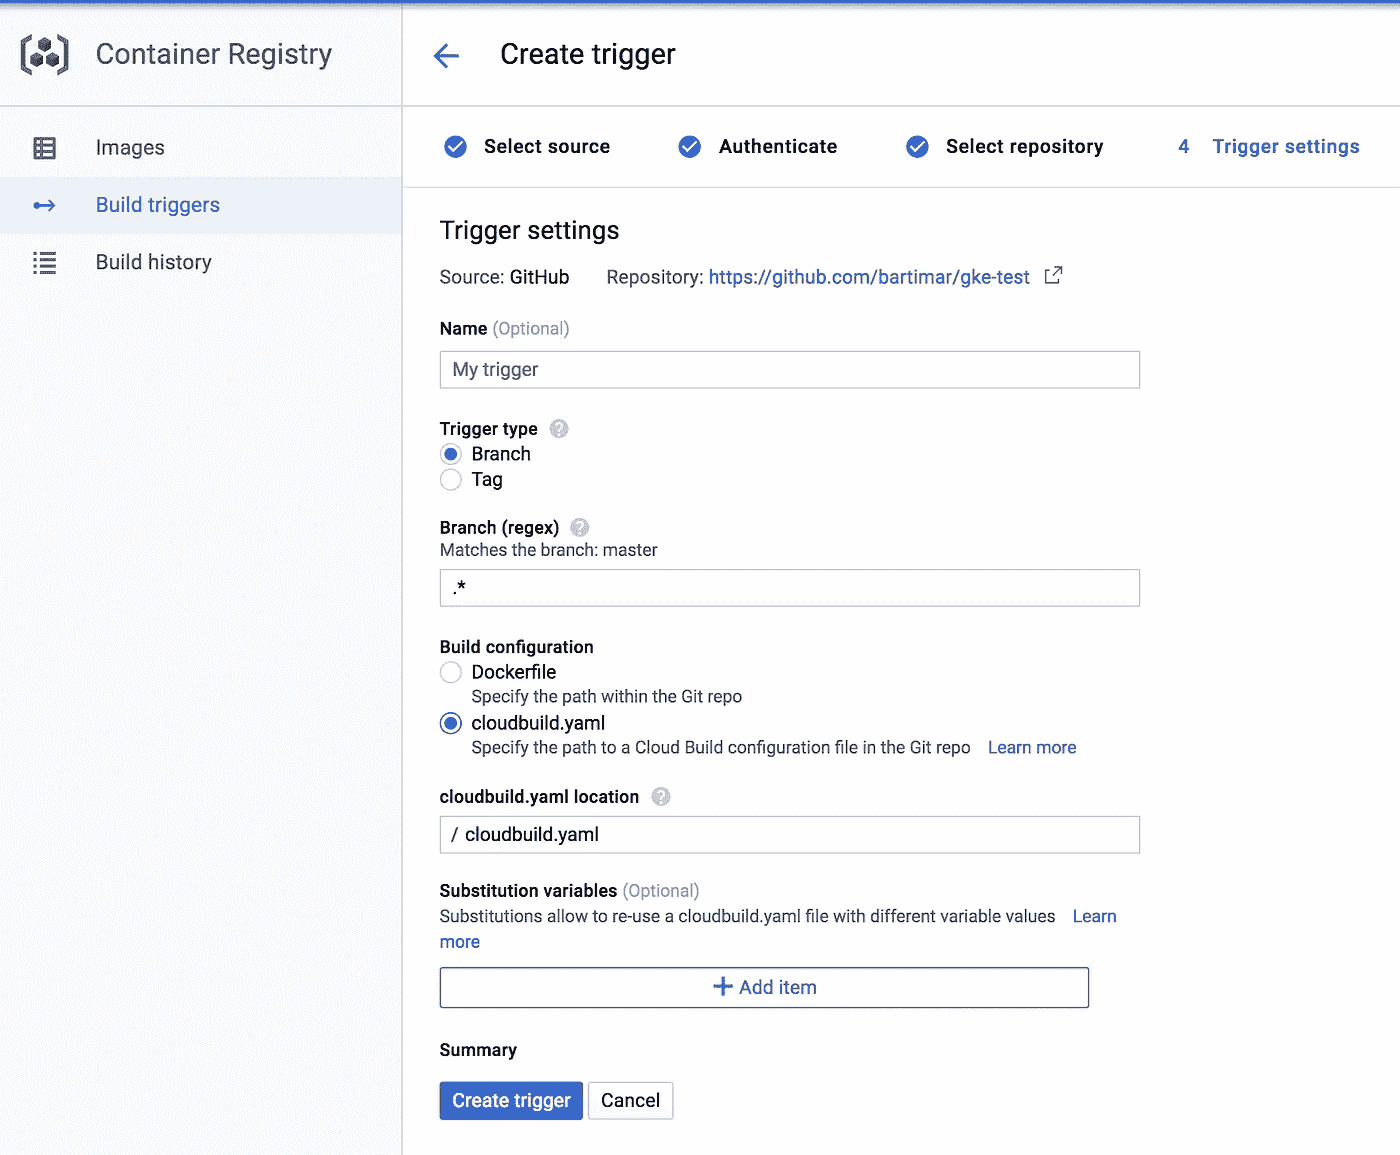 Container Registry
Create trigger
Images
Build triggers
Build history
Select source
Authenticate
Select repository
4 Trigger settings
Trigger settings
Source: GitHub Repository: https://github.com/bartimar/gke-test
Name (Optional)
My trigger
Trigger type
Branch
Tag
Branch (regex)
Matches the branch: master
.*
Build configuration
Dockerfile
Specify the path within the Git repo
cloudbuild.yaml
Specify the path to a Cloud Build configuration file in the Git repo Learn more
cloudbuild.yaml location
/ cloudbuild.yaml
Substitution variables (Optional)
Substitutions allow to re-use a cloudbuild.yaml file with different variable values Learn
more
+ Add item
Summary
Create trigger
Cancel